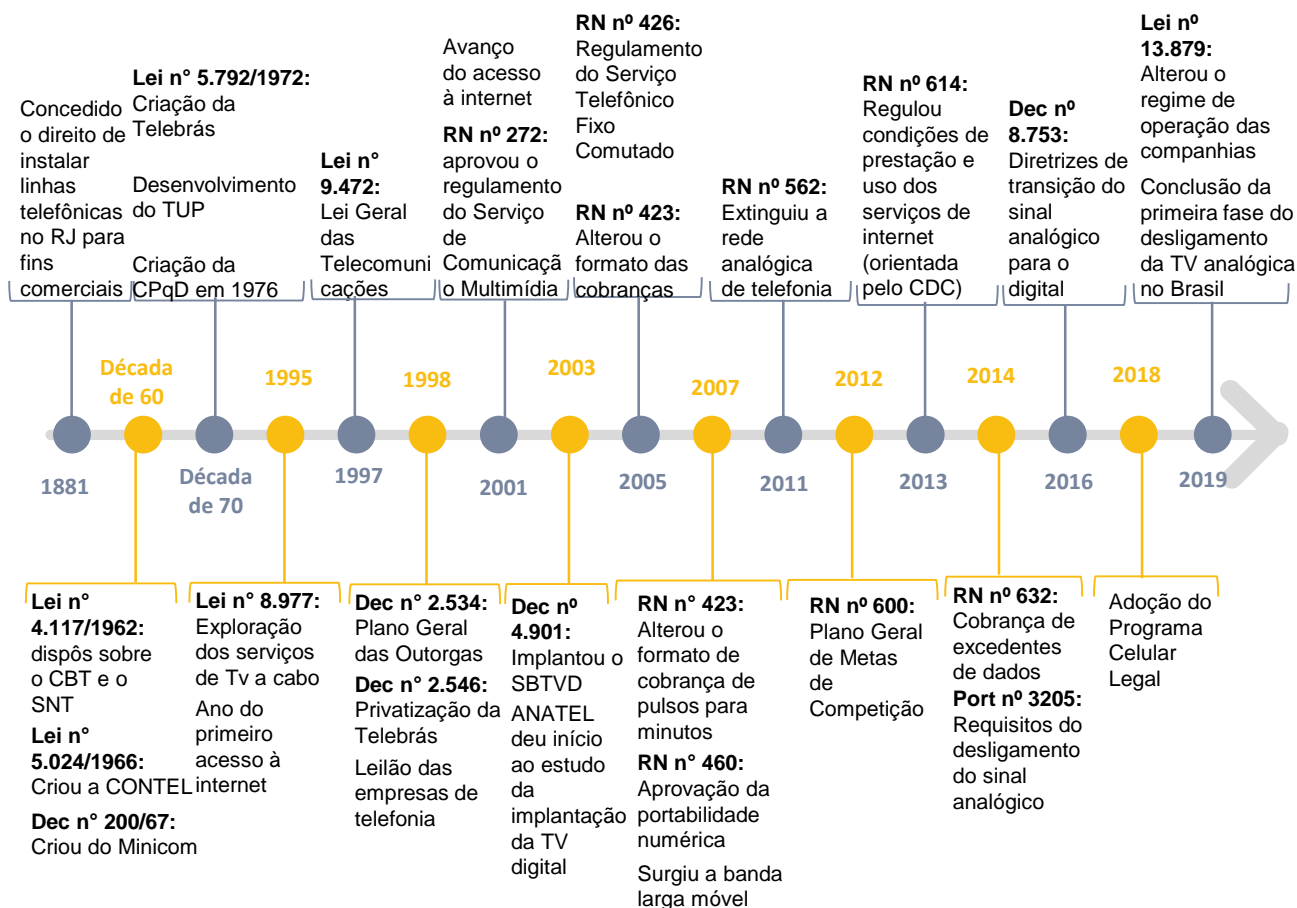 Concedido
o direito de
instalar
linhas
telefônicas
no RJ para
fins
comerciais
Lei n° 5.792/1972:
Criação da
Telebrás
Desenvolvimento
do TUP
Criação da
CPqD em 1976
Lei n°
9.472:
Lei Geral
das
Telecomuni
cações
Avanço
do acesso
à internet
RN nº 272:
aprovou o
regulamento
do Serviço
de
Comunicaçã
o Multimídia
RN nº 426:
Regulamento
do Serviço
Telefônico
Fixo
Comutado
RN nº 423:
Alterou o
formato das
cobranças
RN nº 562:
Extinguiu a
rede
analógica
de telefonia
RN nº 614:
Regulou
condições de
prestação e
uso dos
serviços de
internet
(orientada
pelo CDC)
Dec nº
8.753:
Diretrizes de
transição do
sinal
analógico
para o
digital
Lei nº
13.879:
Alterou o
regime de
operação das
companhias
Conclusão da
primeira fase do
desligamento
da TV analógica
no Brasil
Década
de 60
1995
1998
2003
2007
2012
2014
2018
1881
Década
de 70
1997
2001
2005
2011
2013
2016
2019
Lei n°
4.117/1962:
dispôs sobre
o CBT e o
SNT
Lei n°
5.024/1966:
Criou a CONTEL
Dec n° 200/67:
Criou do Minicom
Lei n° 8.977:
Exploração
dos serviços
de Tv a cabo
Ano do
primeiro
acesso à
internet
Dec n° 2.534:
Plano Geral
das Outorgas
Dec n° 2.546:
Privatização da
Telebrás
Leilão das
empresas de
telefonia
Dec nº
4.901:
Implantou o
SBTVD
ANATEL
deu início
ao estudo
da
implantação
da TV
digital
RN n° 423:
Alterou o
formato de
cobrança de
pulsos para
minutos
RN n° 460:
Aprovação da
portabilidade
numérica
Surgiu a banda
larga móvel
RN nº 600:
Plano Geral
de Metas
de
Competição
RN nº 632:
Cobrança de
excedentes
de dados
Port nº 3205:
Requisitos do
desligamento
do sinal
analógico
Adoção do
Programa
Celular
Legal